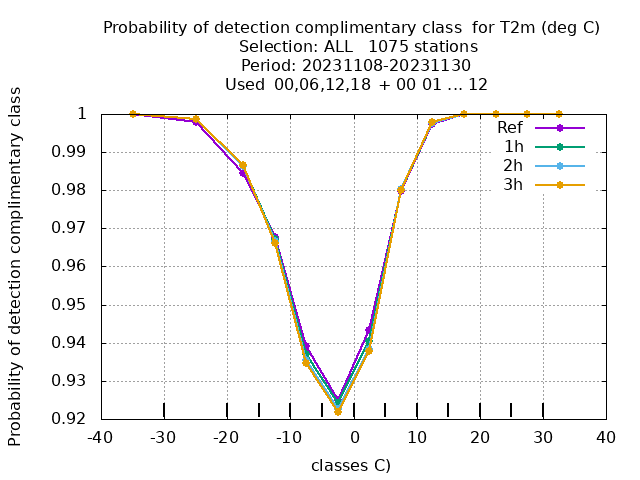 Probability of detection complimentary class  for T2m (deg C)
Selection: ALL   1075 stations
Period: 20231108-20231130
Used  00,06,12,18 + 00 01 ... 12
Probability of detection complimentary class
1
0.99
0.98
0.97
0.96
0.95
0.94
0.93
0.92
Ref
1h
2h
3h
-40 -30 -20 -10 0 10 20 30 40
classes C)